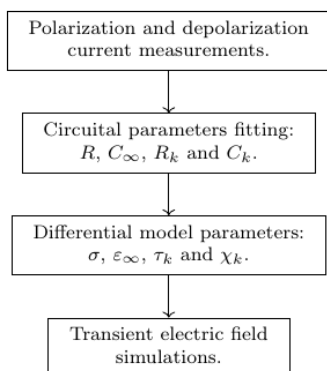 Polarization and depolarization
current measurements.
Circuital parameters fitting:
R, C∞, Rk and Ck.
Differential model parameters:
σ, ε∞, τk and χk.
Transient electric field
simulations.